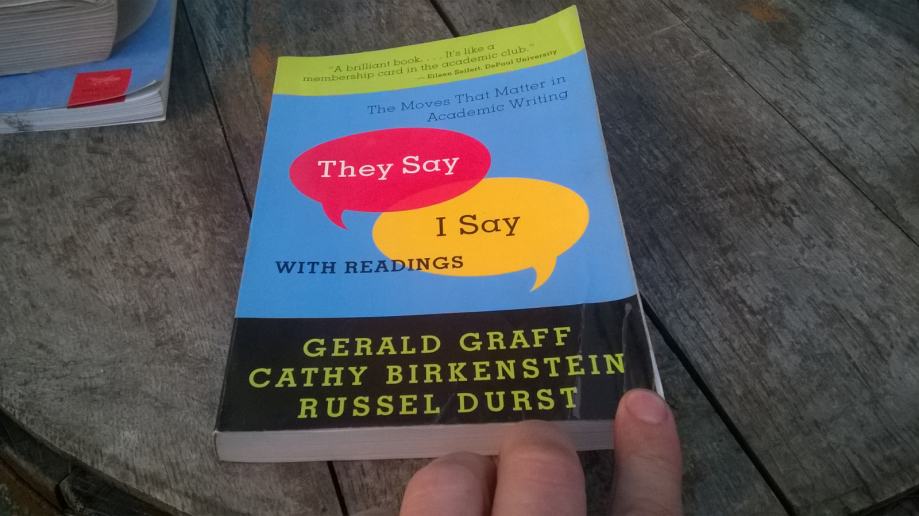 "A brilliant book. . . . It's like a
membership card in the academic club."
— Eileen Seifert, DePaul University
The Moves That Matter in
Academic Writing
They Say
I Say
WITH READINGS
GERALD GRAFF
CATHY BIRKENSTEIN
RUSSEL DURST